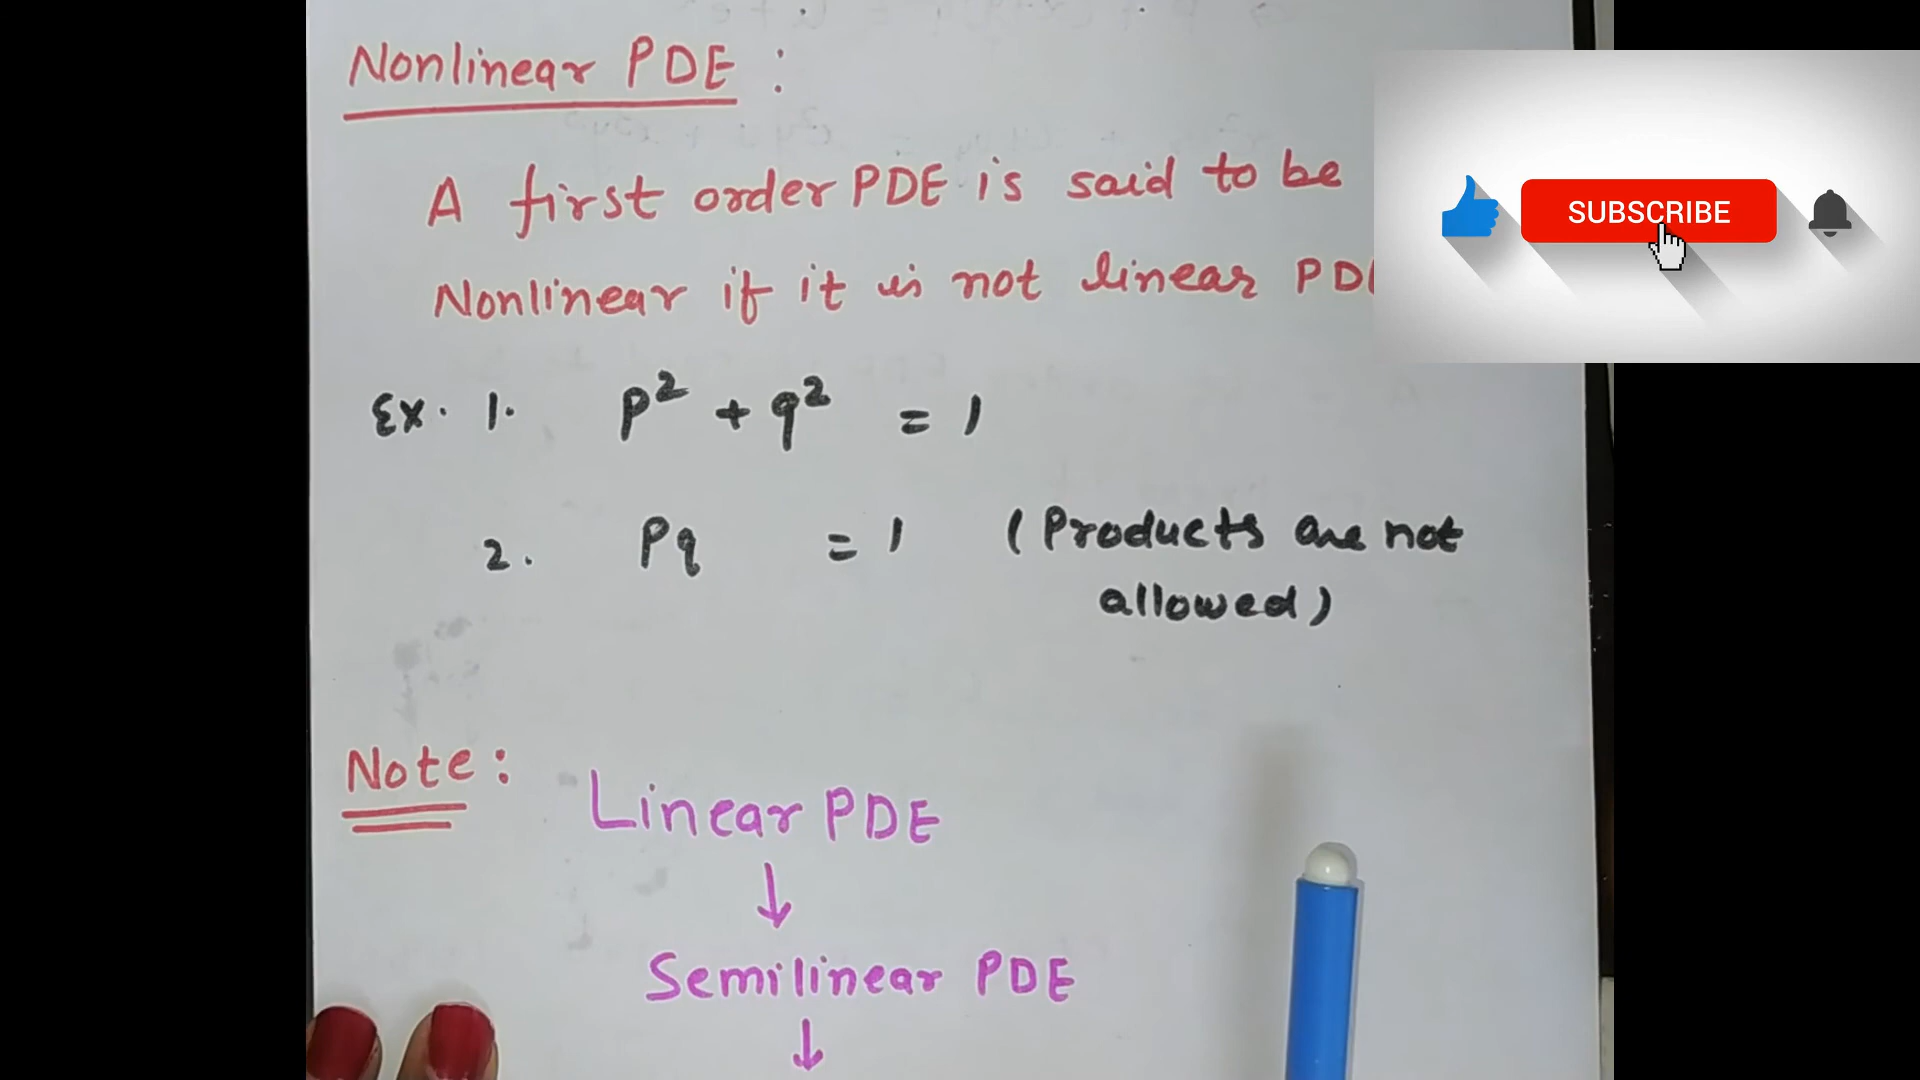 Nonlinear PDE :
A first order PDE is said to be
Nonlinear if it is not linear
SUBSCRIBE
Ex. 1. p² + q² = 1
2. Pq = 1 (Products are not
allowed)
Note :
Linear PDE
↓
Semilinear PDE
↓